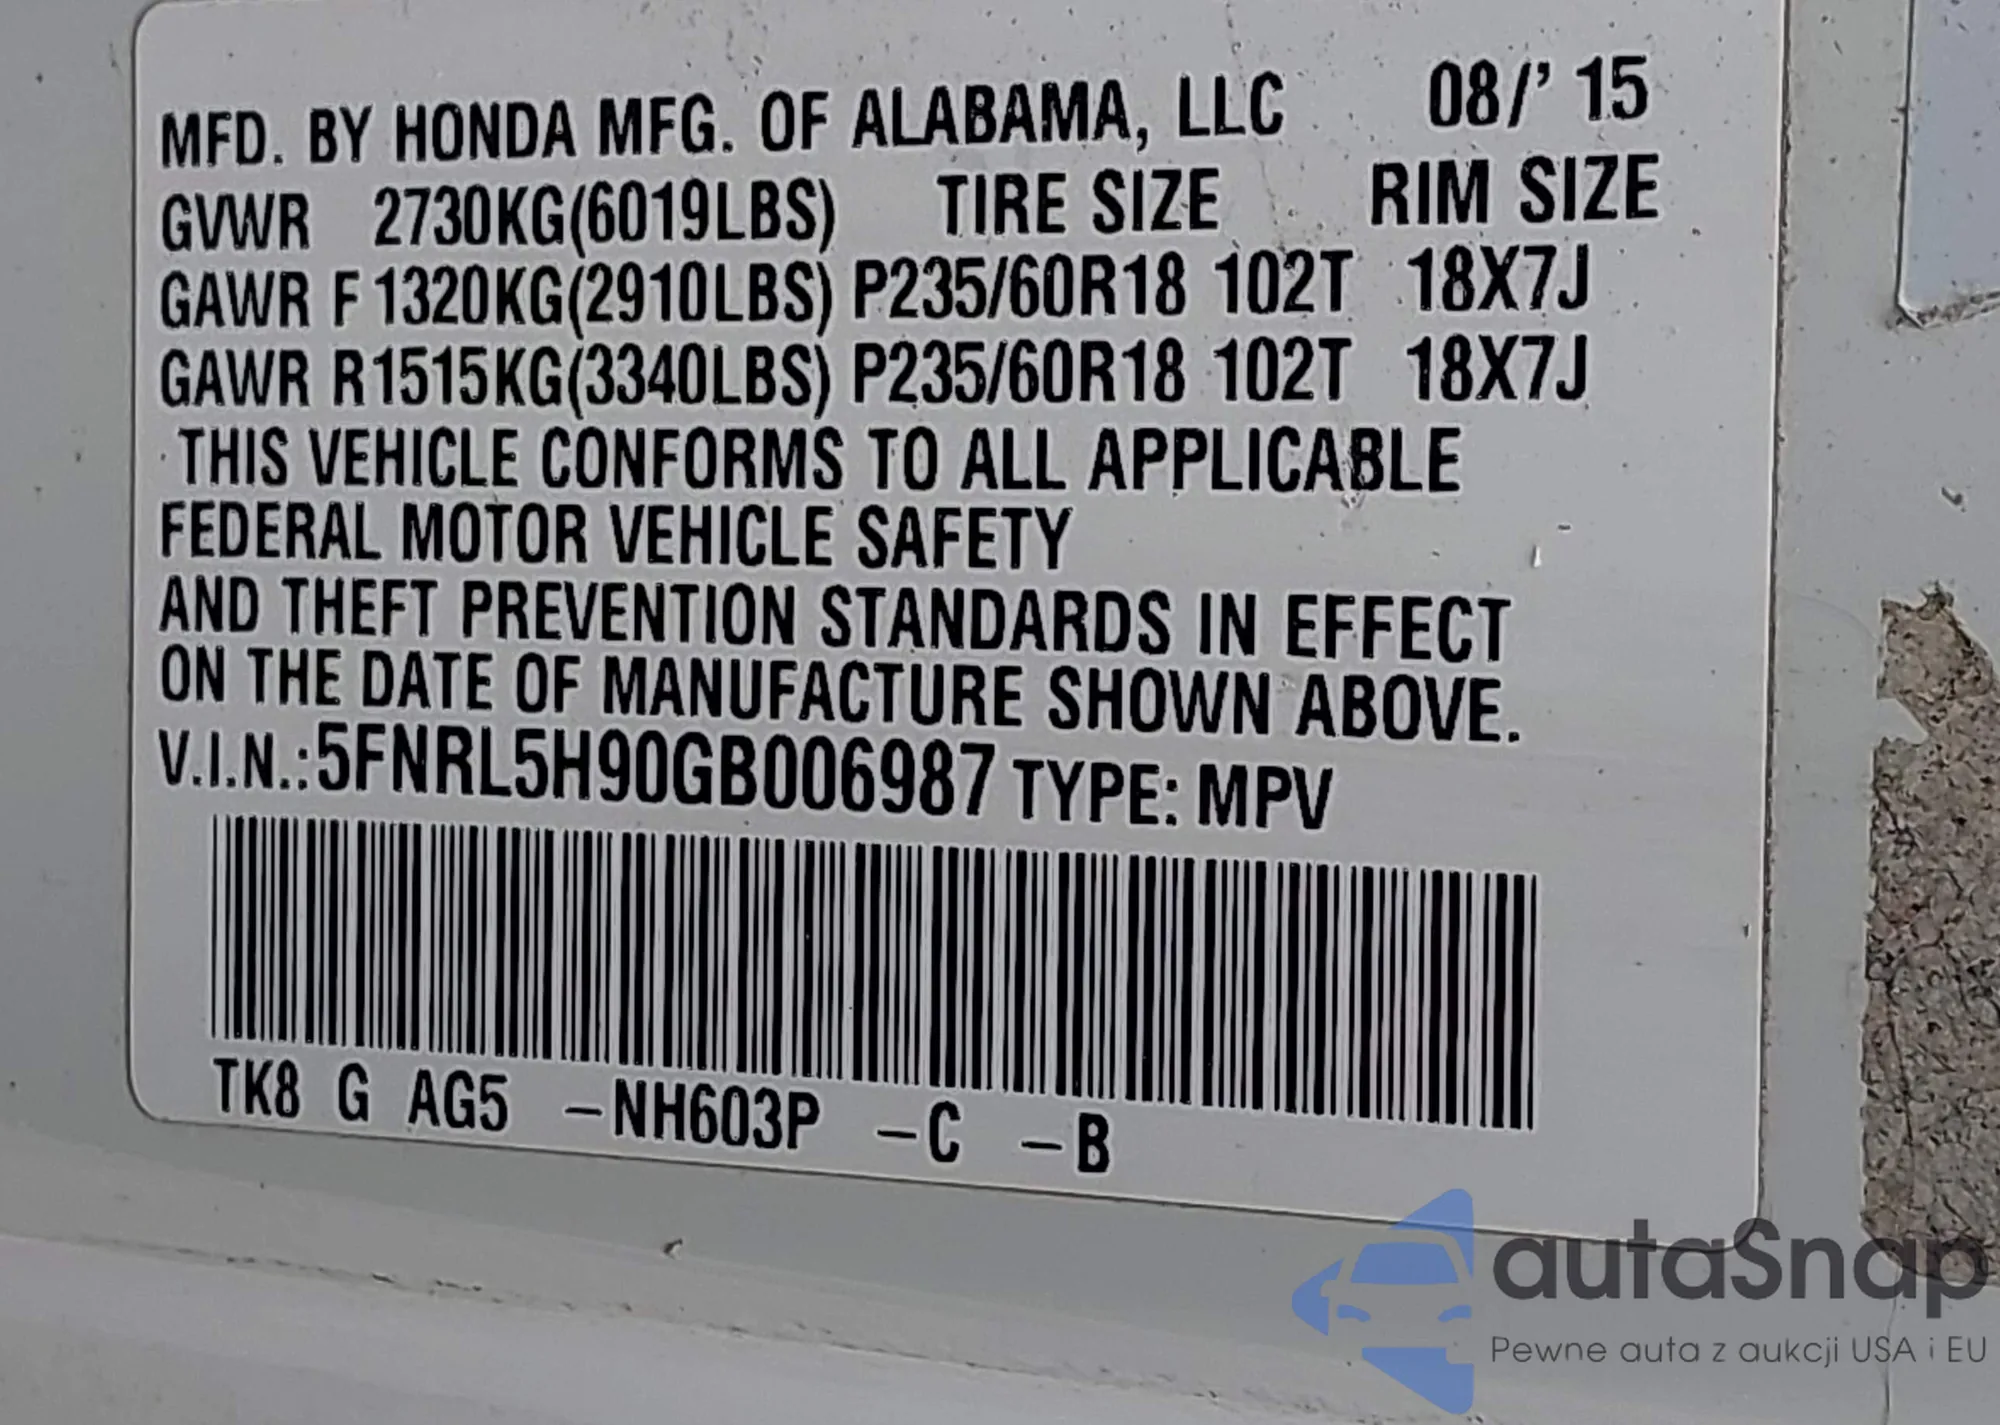 MFD. BY HONDA MFG. OF ALABAMA, LLC 08/' 15
GVWR 2730KG(6019LBS) TIRE SIZE RIM SIZE
GAWR F 1320KG(2910LBS) P235/60R18 102T 18X7J
GAWR R1515KG(3340LBS) P235/60R18 102T 18X7J
THIS VEHICLE CONFORMS TO ALL APPLICABLE
FEDERAL MOTOR VEHICLE SAFETY
AND THEFT PREVENTION STANDARDS IN EFFECT
ON THE DATE OF MANUFACTURE SHOWN ABOVE.
V.I.N.:5FNRL5H90GB006987 TYPE: MPV
TK8 G AG5 –NH603P –C –B
autaSnap
Pewne auta z aukcji USA i EU